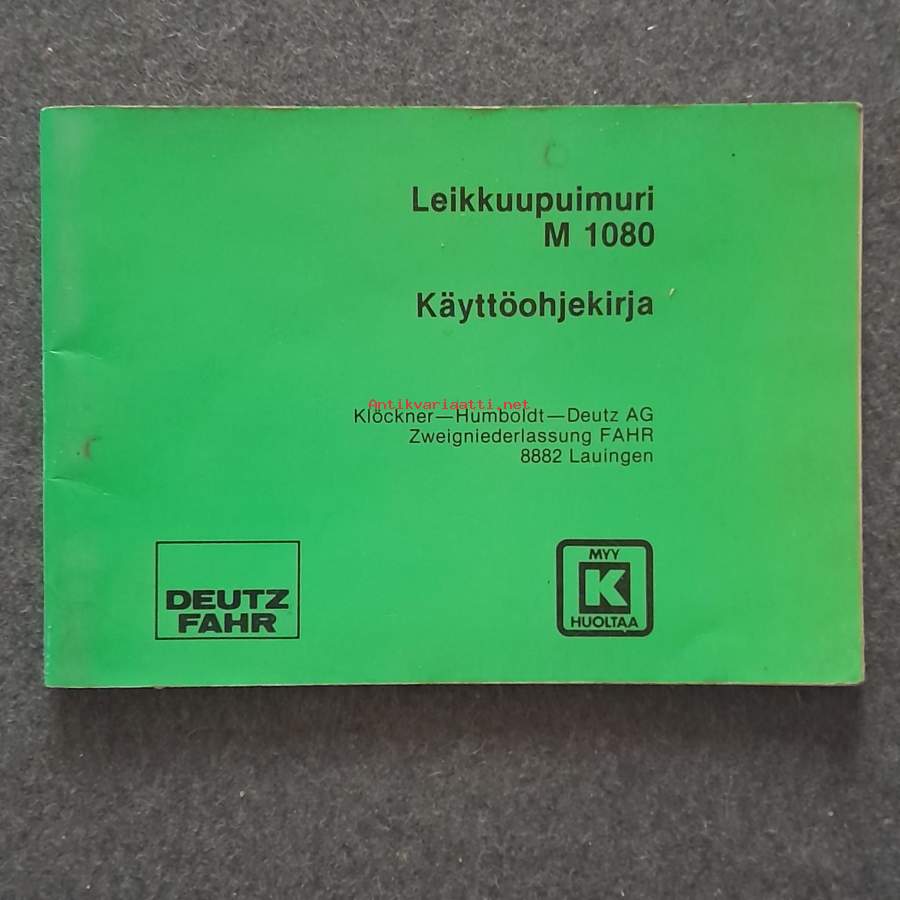 Leikkuupuimuri
M 1080
Käyttöohjekirja
Antikvariaatti.net
Klöckner—Humboldt—Deutz AG
Zweigniederlassung FAHR
8882 Lauingen
DEUTZ
FAHR
MYY
K
HUOLTAA